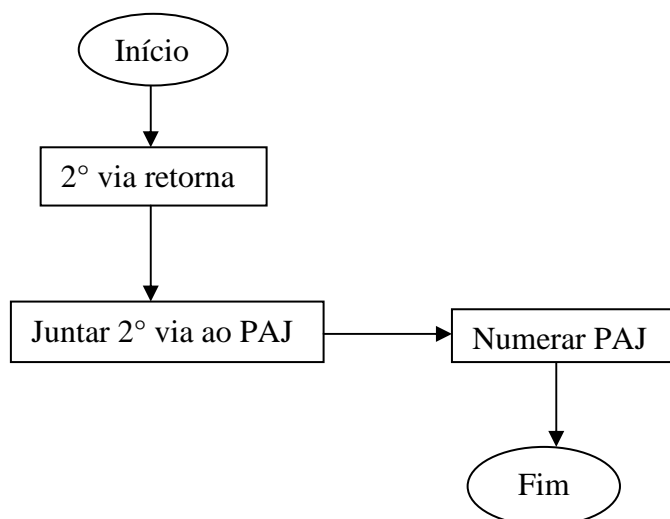 Início
2° via retorna
Juntar 2° via ao PAJ
Numerar PAJ
Fim